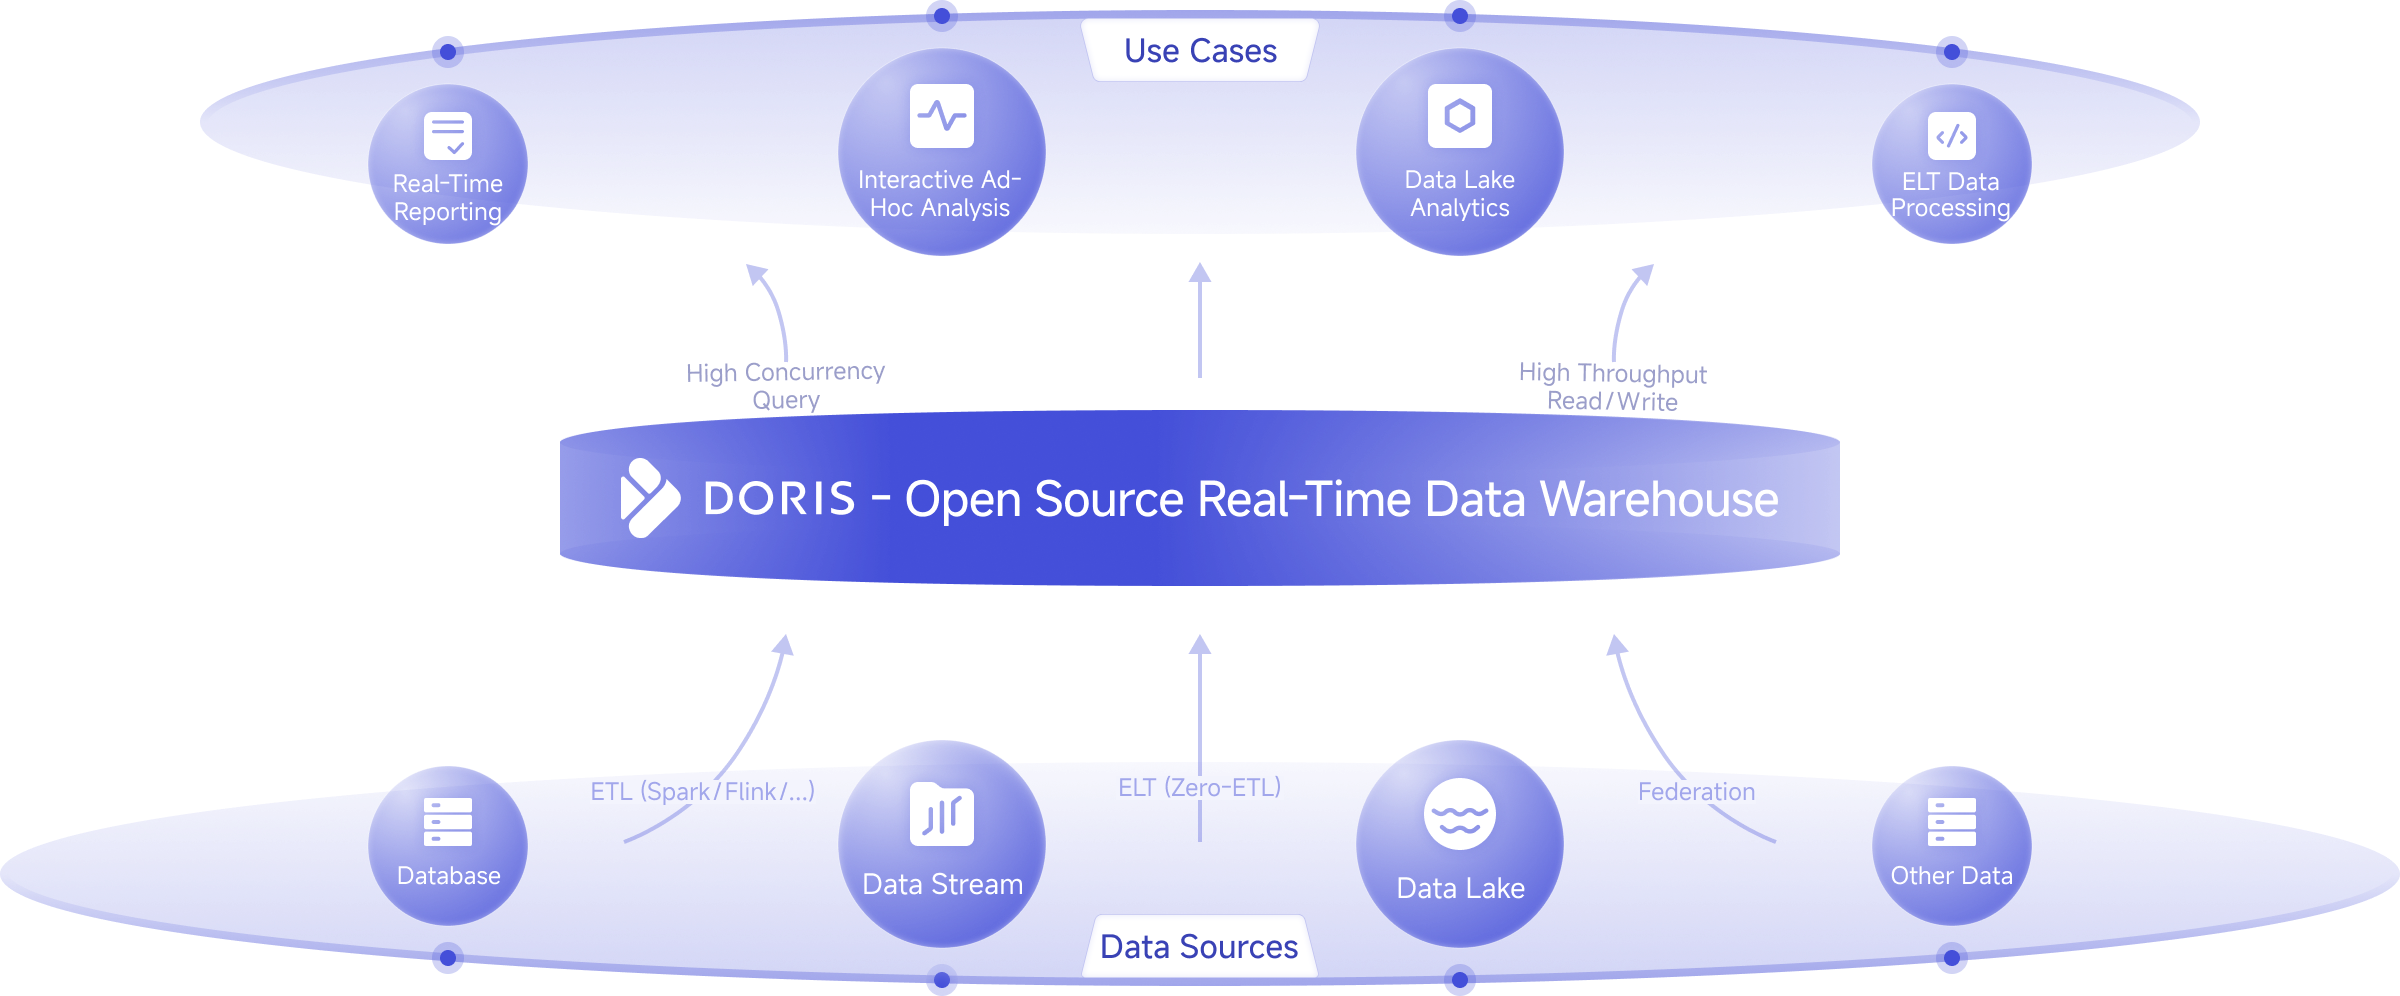 Use Cases
Real-Time
Reporting
Interactive Ad-
Hoc Analysis
Data Lake
Analytics
ELT Data
Processing
High Concurrency
Query
High Throughput
Read/Write
DORIS - Open Source Real-Time Data Warehouse
ETL (Spark/Flink/...)
ELT (Zero-ETL)
Federation
Database
Data Stream
Data Lake
Other Data
Data Sources